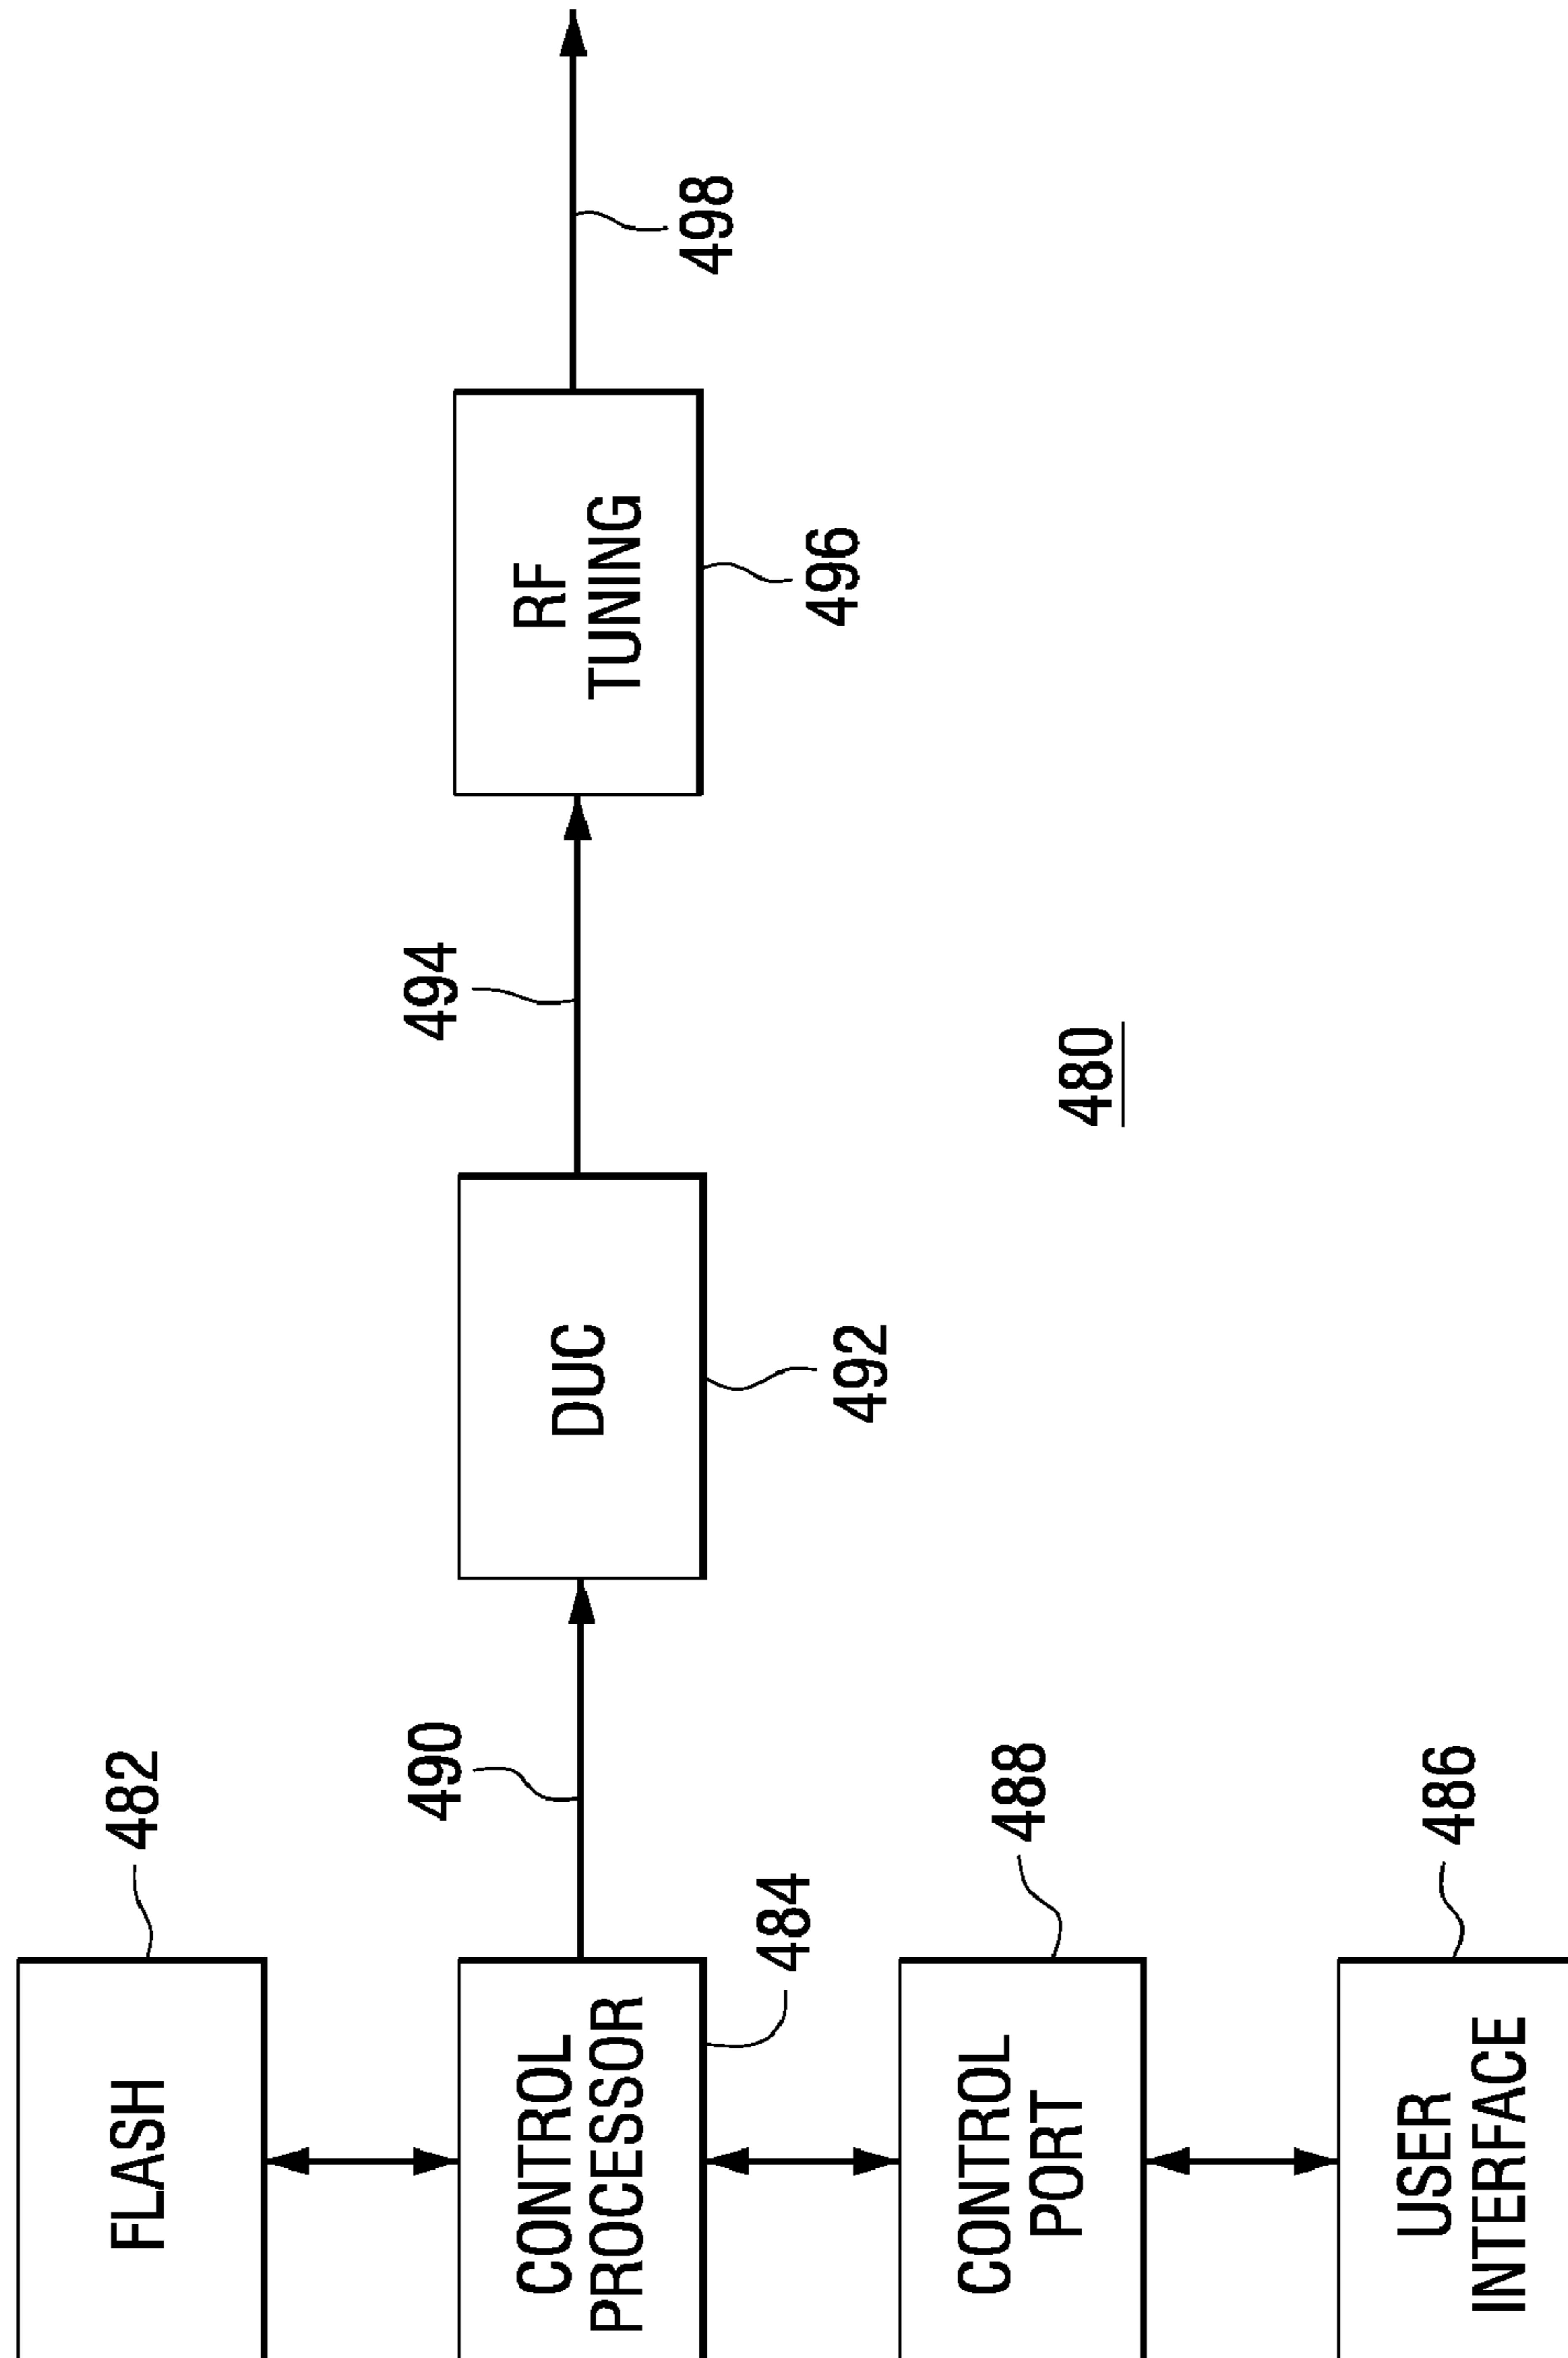 FLASH
482
CONTROL
PROCESSOR
484
490
DUC
492
494
RF
TUNING
496
498
CONTROL
PORT
488
USER
INTERFACE
486
480